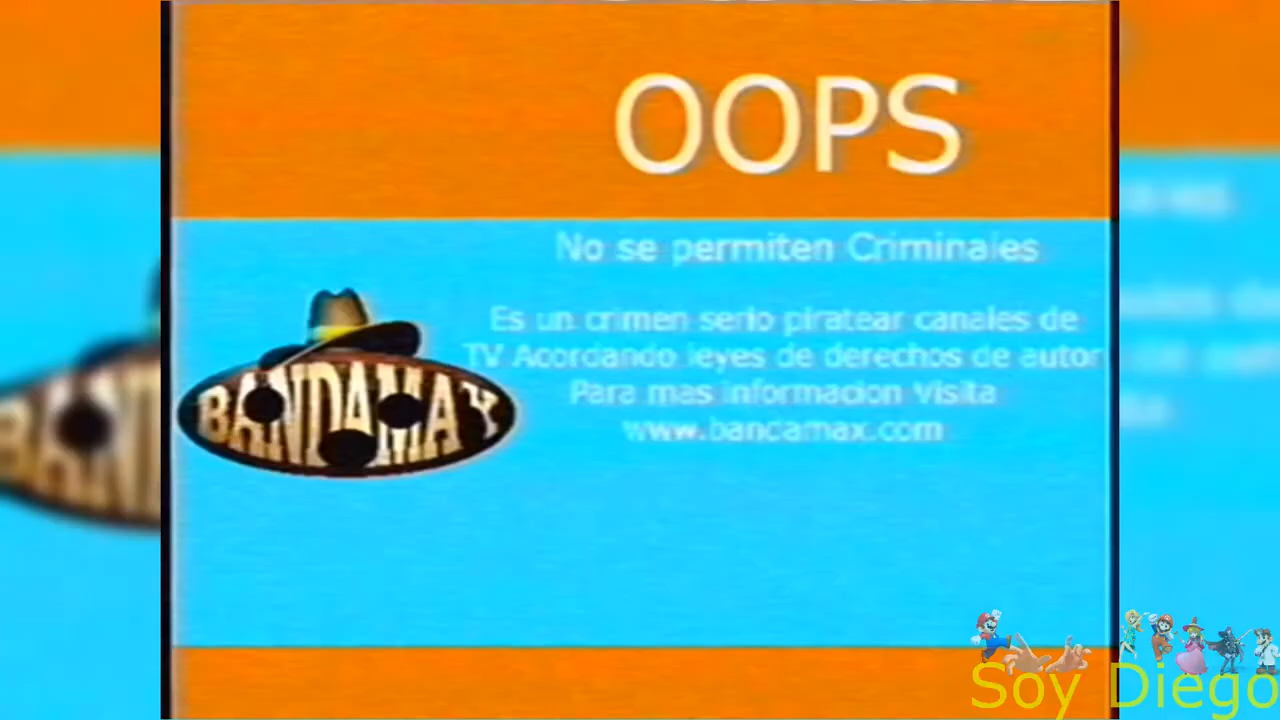 OOPS
No se permiten Criminales
Es un crimen serio piratear canales de
TV Acordando leyes de derechos de autor
Para mas informacion Visita
www.bandamax.com
BANDAMAX
Soy Diego